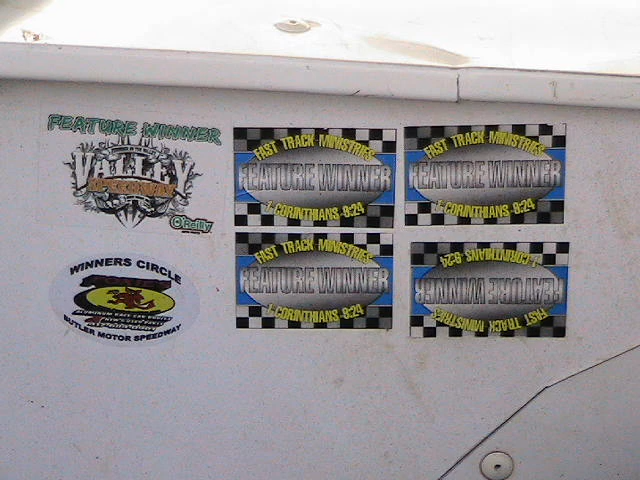 FEATURE WINNER
VALLEY
SPEEDWAY
O'Reilly
FAST TRACK MINISTRIES
FEATURE WINNER
1 CORINTHIANS 9:24
FAST TRACK MINISTRIES
FEATURE WINNER
1 CORINTHIANS 9:24
WINNERS CIRCLE
BUTLER MOTOR SPEEDWAY
FAST TRACK MINISTRIES
FEATURE WINNER
1 CORINTHIANS 9:24
FAST TRACK MINISTRIES
FEATURE WINNER
1 CORINTHIANS 9:24